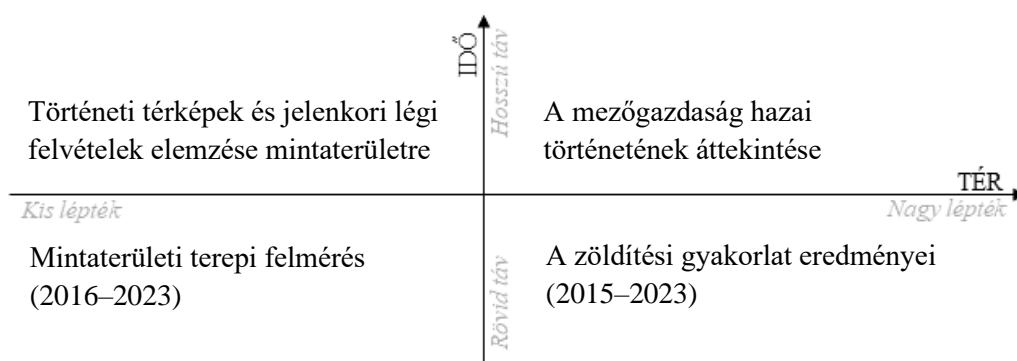 IDŐ
Hosszú táv
Történeti térképek és jelenkori légi
felvételek elemzése mintaterületre
A mezőgazdaság hazai
történetének áttekintése
TÉR
Kis lépték
Nagy lépték
Mintaterületi terepi felmérés
(2016–2023)
Rövid táv
A zöldítési gyakorlat eredményei
(2015–2023)